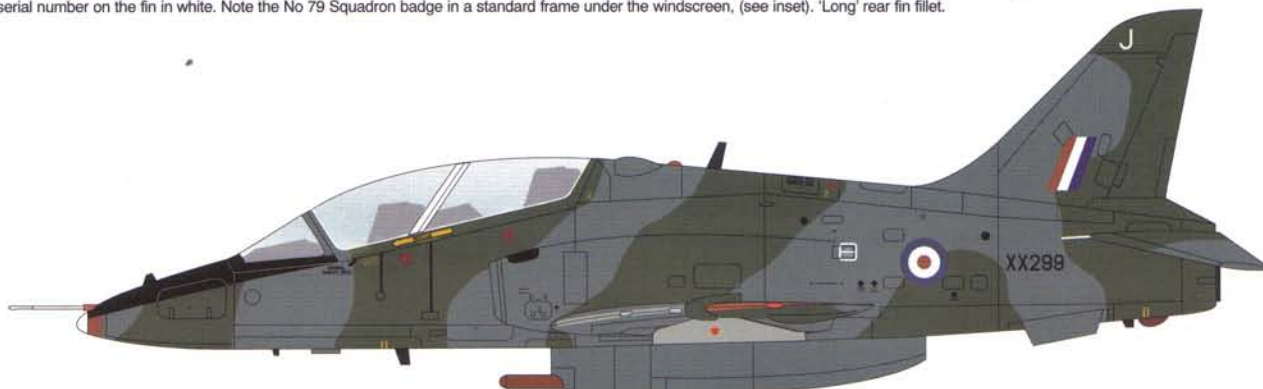 serial number on the fin in white. Note the No 79 Squadron badge in a standard frame under the windscreen, (see inset). ‘Long’ rear fin fillet.
J
XX299